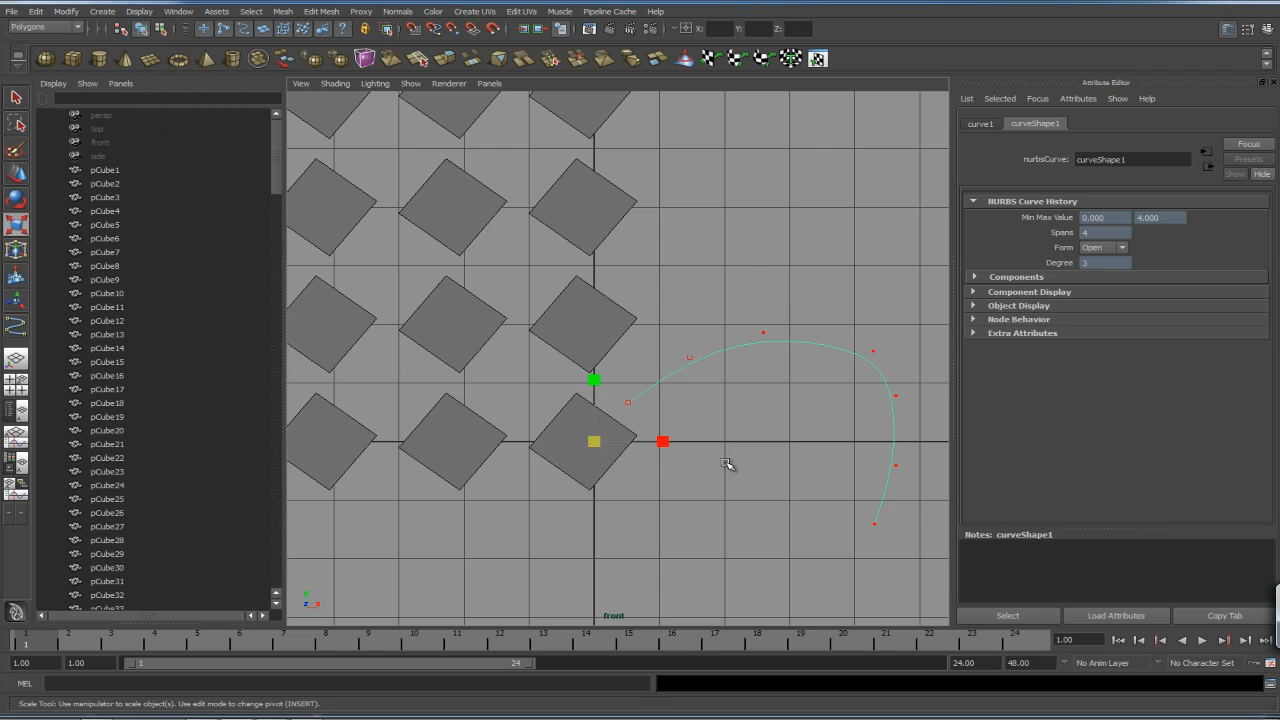 File Edit Modify Create Display Window Assets Select Mesh Edit Mesh Proxy Normals Color Create UVs Edit UVs Muscle Pipeline Cache Help
Polygons X: Y: Z:
Display Show Panels
View Shading Lighting Show Renderer Panels
Attribute Editor
List Selected Focus Attributes Show Help
curve1 curveShape1
nurbsCurve: curveShape1
Focus
Presets
Show Hide
NURBS Curve History
Min Max Value 0.000 4.000
Spans 4
Form Open
Degree 3
Components
Component Display
Object Display
Node Behavior
Extra Attributes
Notes: curveShape1
Select Load Attributes Copy Tab
persp
top
front
side
pCube1
pCube2
pCube3
pCube4
pCube5
pCube6
pCube7
pCube8
pCube9
pCube10
pCube11
pCube12
pCube13
pCube14
pCube15
pCube16
pCube17
pCube18
pCube19
pCube20
pCube21
pCube22
pCube23
pCube24
pCube25
pCube26
pCube27
pCube28
pCube29
pCube30
pCube31
pCube32
pCube33
y
z x
front
1 2 3 4 5 6 7 8 9 10 11 12 13 14 15 16 17 18 19 20 21 22 23 24
1
1.00
1.00 1.00 1 24 24.00 48.00 No Anim Layer No Character Set
MEL
Scale Tool: Use manipulator to scale object(s). Use edit mode to change pivot (INSERT).